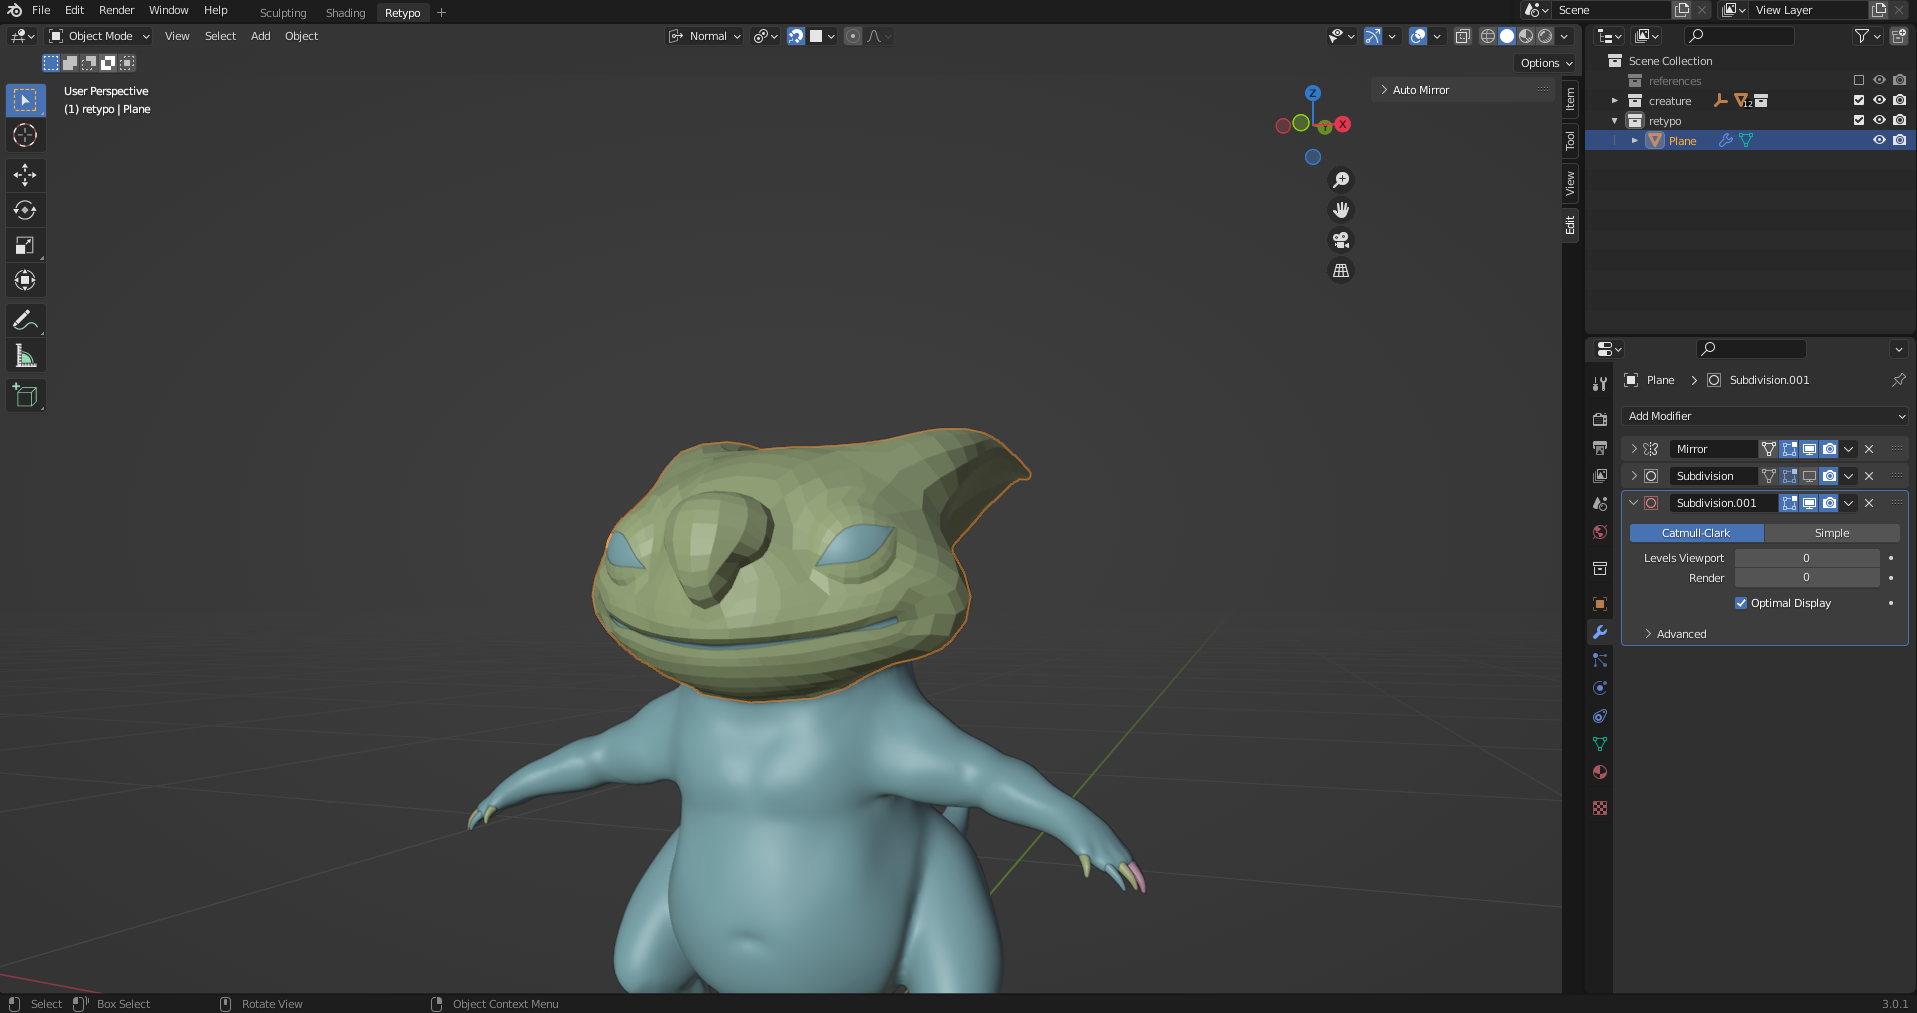 File Edit Render Window Help Sculpting Shading Retypo Scene View Layer
Object Mode View Select Add Object Normal
Options
User Perspective
(1) retypo | Plane
Auto Mirror
Z
Y
X
Item
Tool
View
Edit
Scene Collection
references
creature 12
retypo
Plane
Plane Subdivision.001
Add Modifier
Mirror
Subdivision
Subdivision.001
Catmull-Clark Simple
Levels Viewport 0
Render 0
Optimal Display
Advanced
Select Box Select Rotate View Object Context Menu 3.0.1